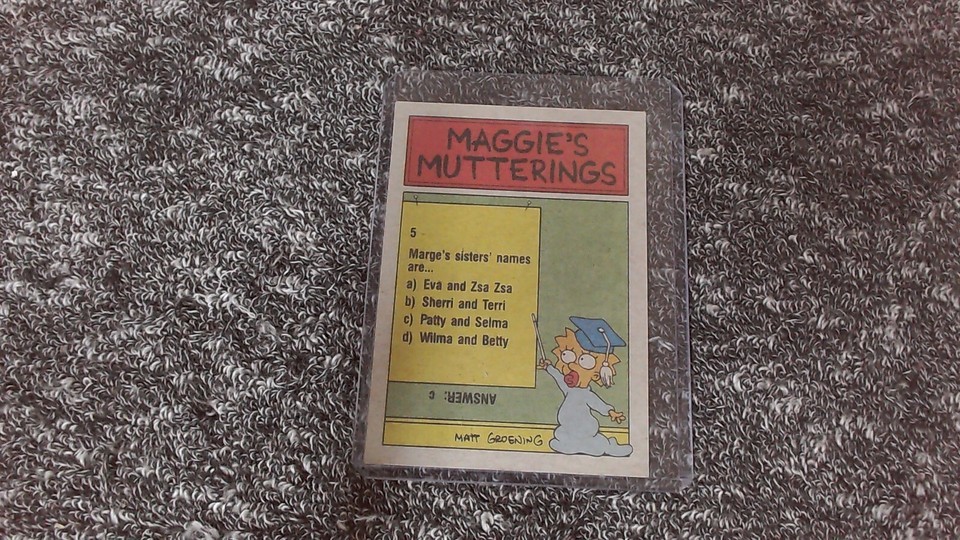 MAGGIE'S
MUTTERINGS
5
Marge's sisters' names
are...
a) Eva and Zsa Zsa
b) Sherri and Terri
c) Patty and Selma
d) Wilma and Betty
ANSWER: c
MATT GROENING